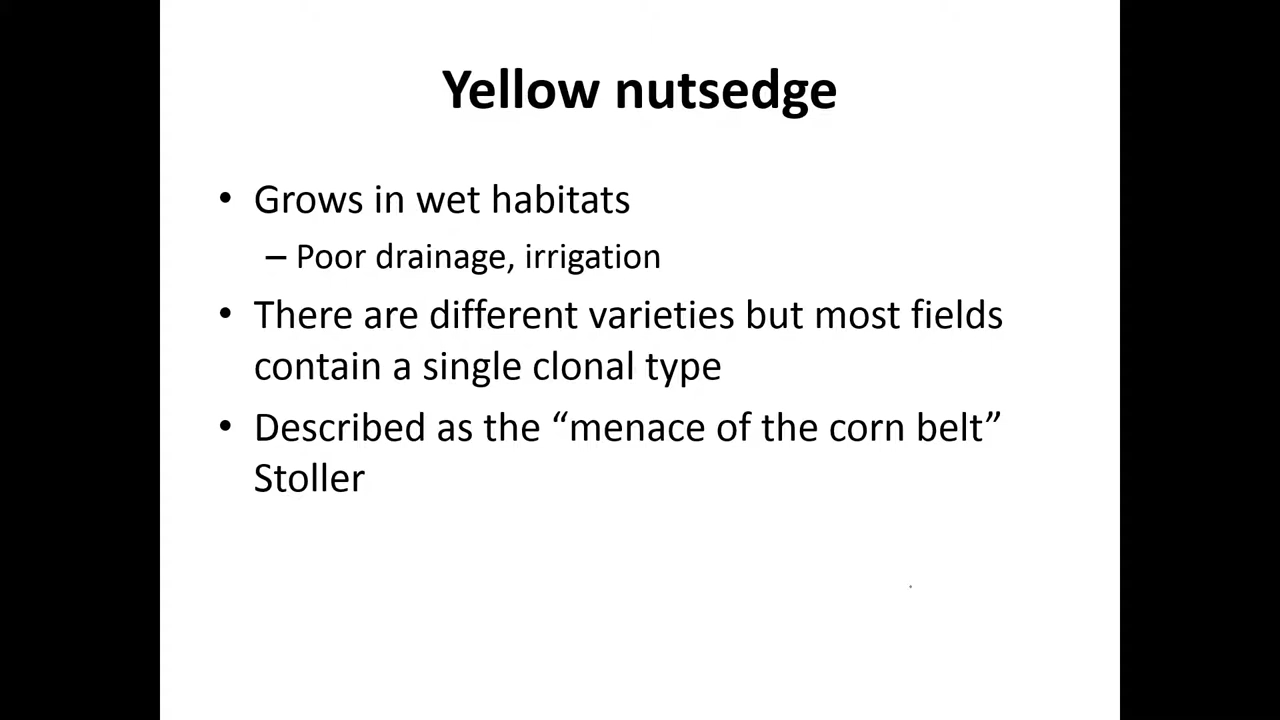 Yellow nutsedge
• Grows in wet habitats
– Poor drainage, irrigation
• There are different varieties but most fields
contain a single clonal type
• Described as the “menace of the corn belt”
Stoller